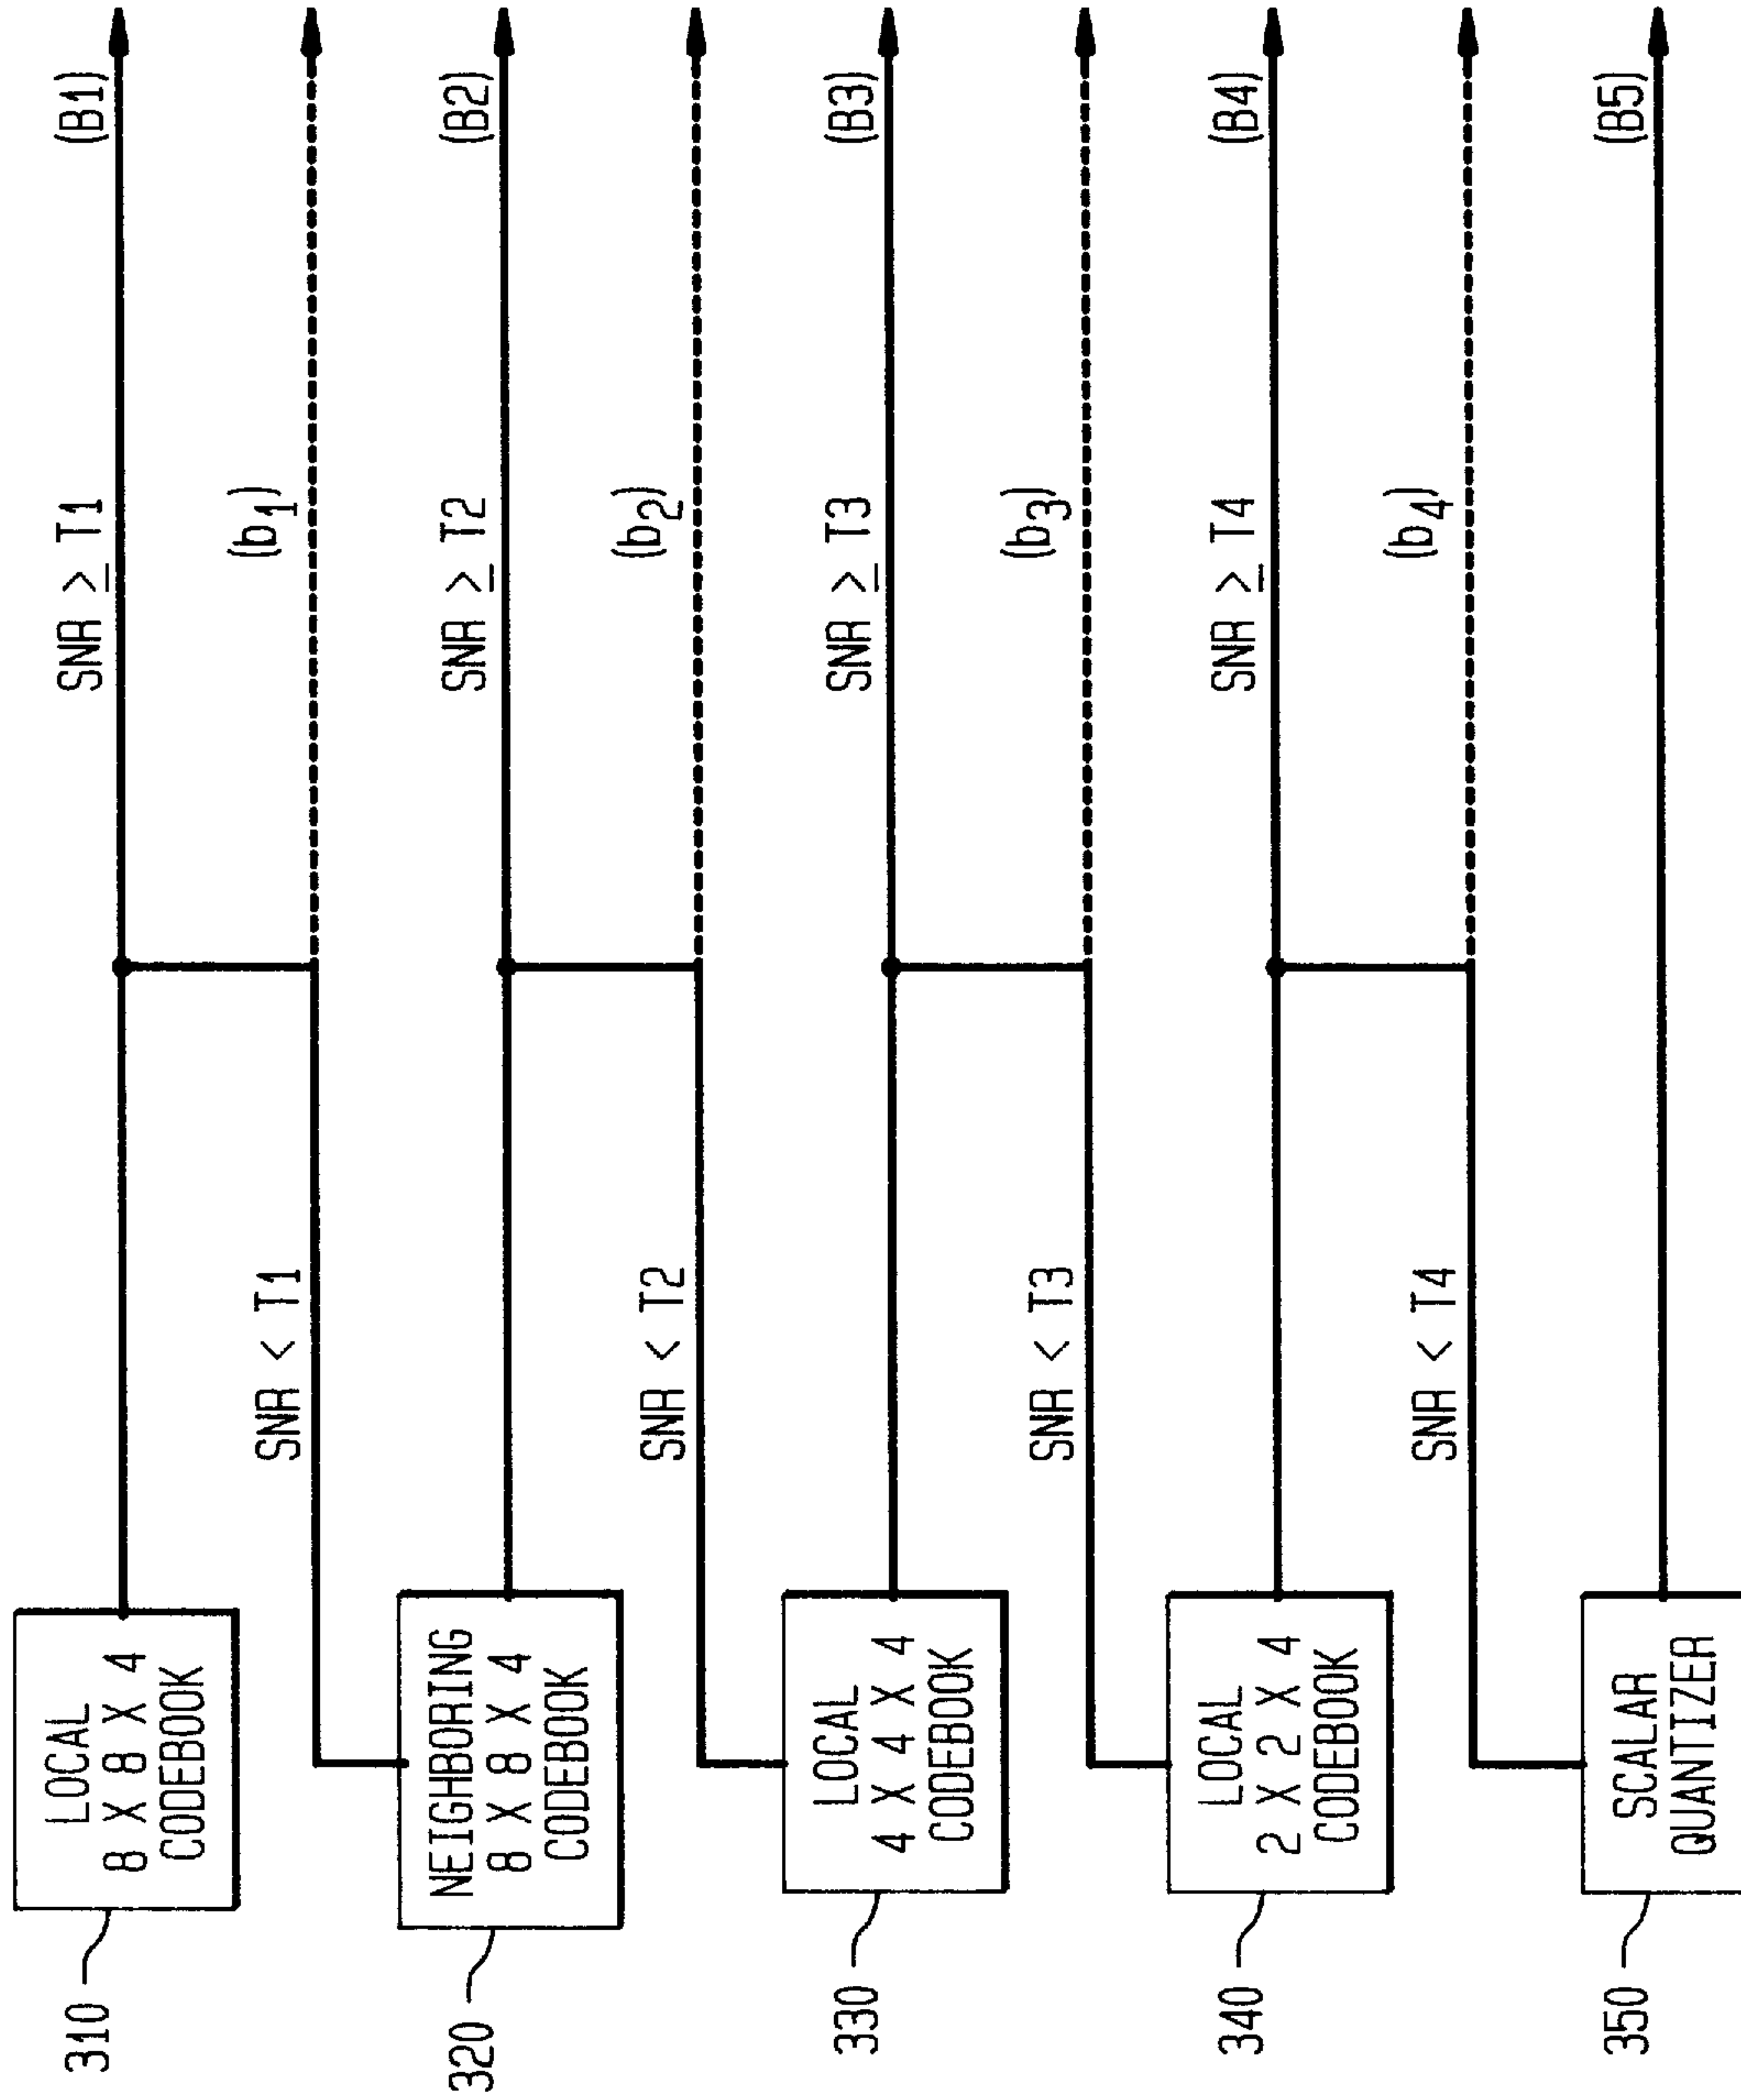 310
LOCAL
8 X 8 X 4
CODEBOOK
SNR ≥ T1
(B1)
SNR < T1
(b1)
320
NEIGHBORING
8 X 8 X 4
CODEBOOK
SNR ≥ T2
(B2)
SNR < T2
(b2)
330
LOCAL
4 X 4 X 4
CODEBOOK
SNR ≥ T3
(B3)
SNR < T3
(b3)
340
LOCAL
2 X 2 X 4
CODEBOOK
SNR ≥ T4
(B4)
SNR < T4
(b4)
350
SCALAR
QUANTIZER
(B5)